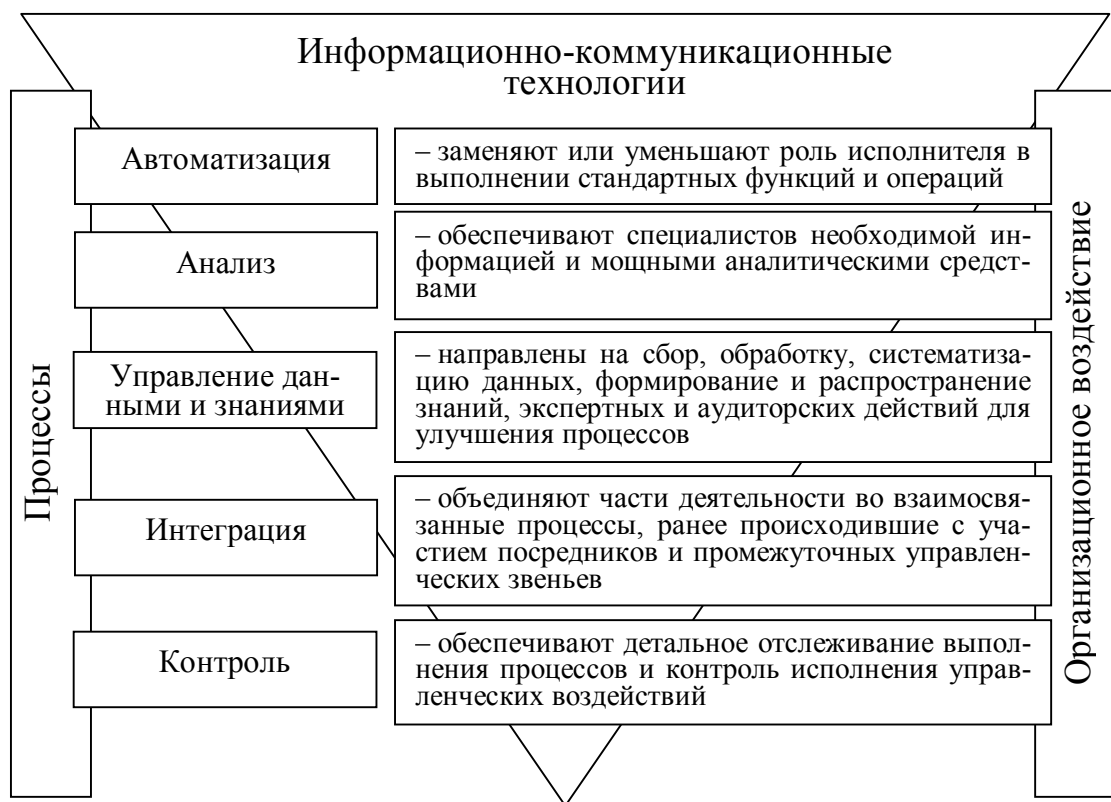 Информационно-коммуникационные
технологии
Процессы
Автоматизация
– заменяют или уменьшают роль исполнителя в
выполнении стандартных функций и операций
Анализ
– обеспечивают специалистов необходимой ин-
формацией и мощными аналитическими средст-
вами
Управление дан-
ными и знаниями
– направлены на сбор, обработку, систематиза-
цию данных, формирование и распространение
знаний, экспертных и аудиторских действий для
улучшения процессов
Интеграция
– объединяют части деятельности во взаимосвя-
занные процессы, ранее происходившие с уча-
стием посредников и промежуточных управлен-
ческих звеньев
Контроль
– обеспечивают детальное отслеживание выпол-
нения процессов и контроль исполнения управ-
ленческих воздействий
Организационное воздействие